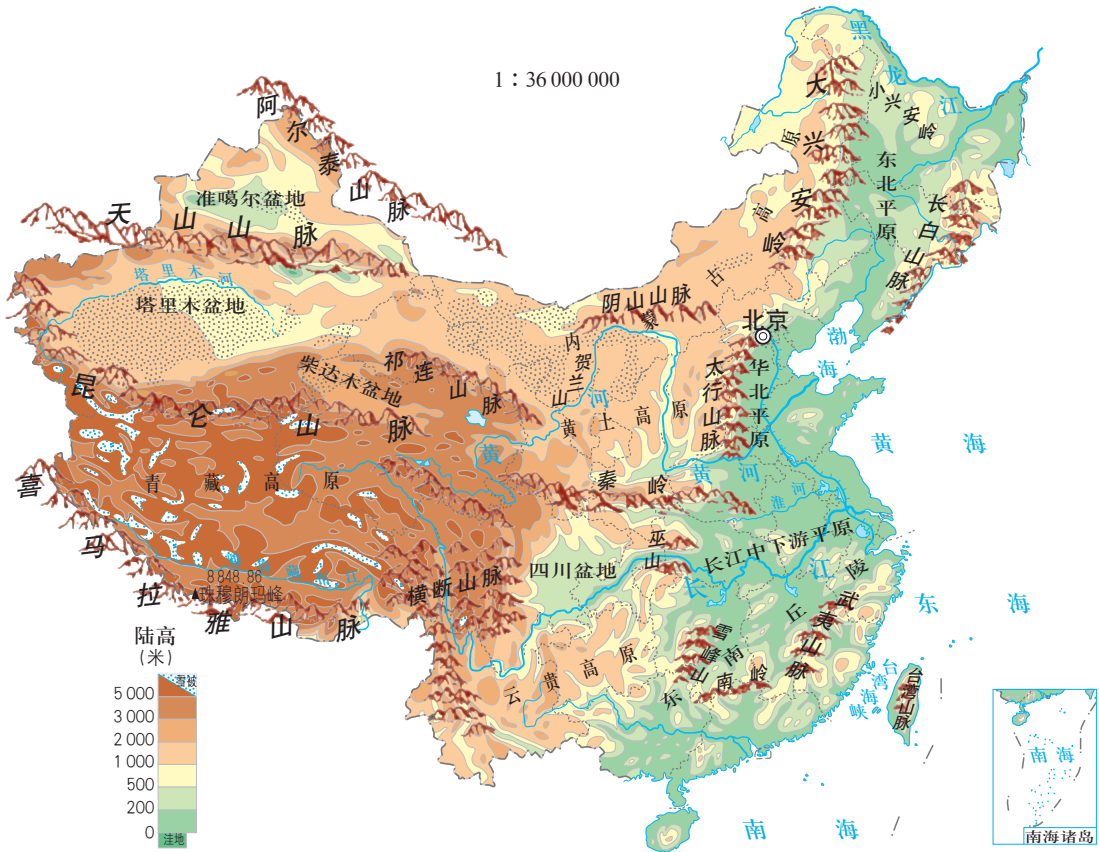 1∶36 000 000
黑龙江
大兴安岭
小兴安岭
东北平原
长白山脉
阿尔泰山脉
准噶尔盆地
天山山脉
塔里木河
塔里木盆地
内蒙古高原
阴山山脉
北京
渤海
贺兰山
祁连山脉
柴达木盆地
昆仑山脉
太行山脉
华北平原
黄土高原
黄河
黄河
黄海
青藏高原
秦岭
淮河
喜马拉雅山脉
8 848.86
▲珠穆朗玛峰
横断山脉
四川盆地
巫山
长江中下游平原
长江
东海
云贵高原
雪峰山
南岭
东南丘陵
武夷山脉
台湾海峡
台湾山脉
南海
陆高
(米)
雪被
5 000
3 000
2 000
1 000
500
200
0
洼地
南海
南海诸岛